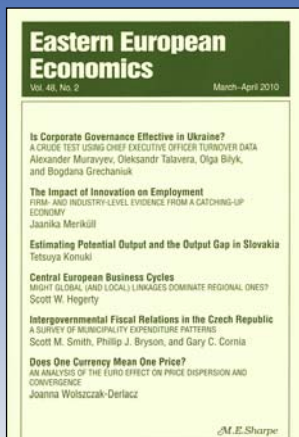 Eastern European
Economics
Vol. 48, No. 2
March–April 2010
Is Corporate Governance Effective in Ukraine?
A CRUDE TEST USING CHIEF EXECUTIVE OFFICER TURNOVER DATA
Alexander Muravyev, Oleksandr Talavera, Olga Bilyk,
and Bogdana Grechaniuk
The Impact of Innovation on Employment
FIRM- AND INDUSTRY-LEVEL EVIDENCE FROM A CATCHING-UP
ECONOMY
Jaanika Meriküll
Estimating Potential Output and the Output Gap in Slovakia
Tetsuya Konuki
Central European Business Cycles
MIGHT GLOBAL (AND LOCAL) LINKAGES DOMINATE REGIONAL ONES?
Scott W. Hegerty
Intergovernmental Fiscal Relations in the Czech Republic
A SURVEY OF MUNICIPALITY EXPENDITURE PATTERNS
Scott M. Smith, Phillip J. Bryson, and Gary C. Cornia
Does One Currency Mean One Price?
AN ANALYSIS OF THE EURO EFFECT ON PRICE DISPERSION AND
CONVERGENCE
Joanna Wolszczak-Derlacz
M.E.Sharpe